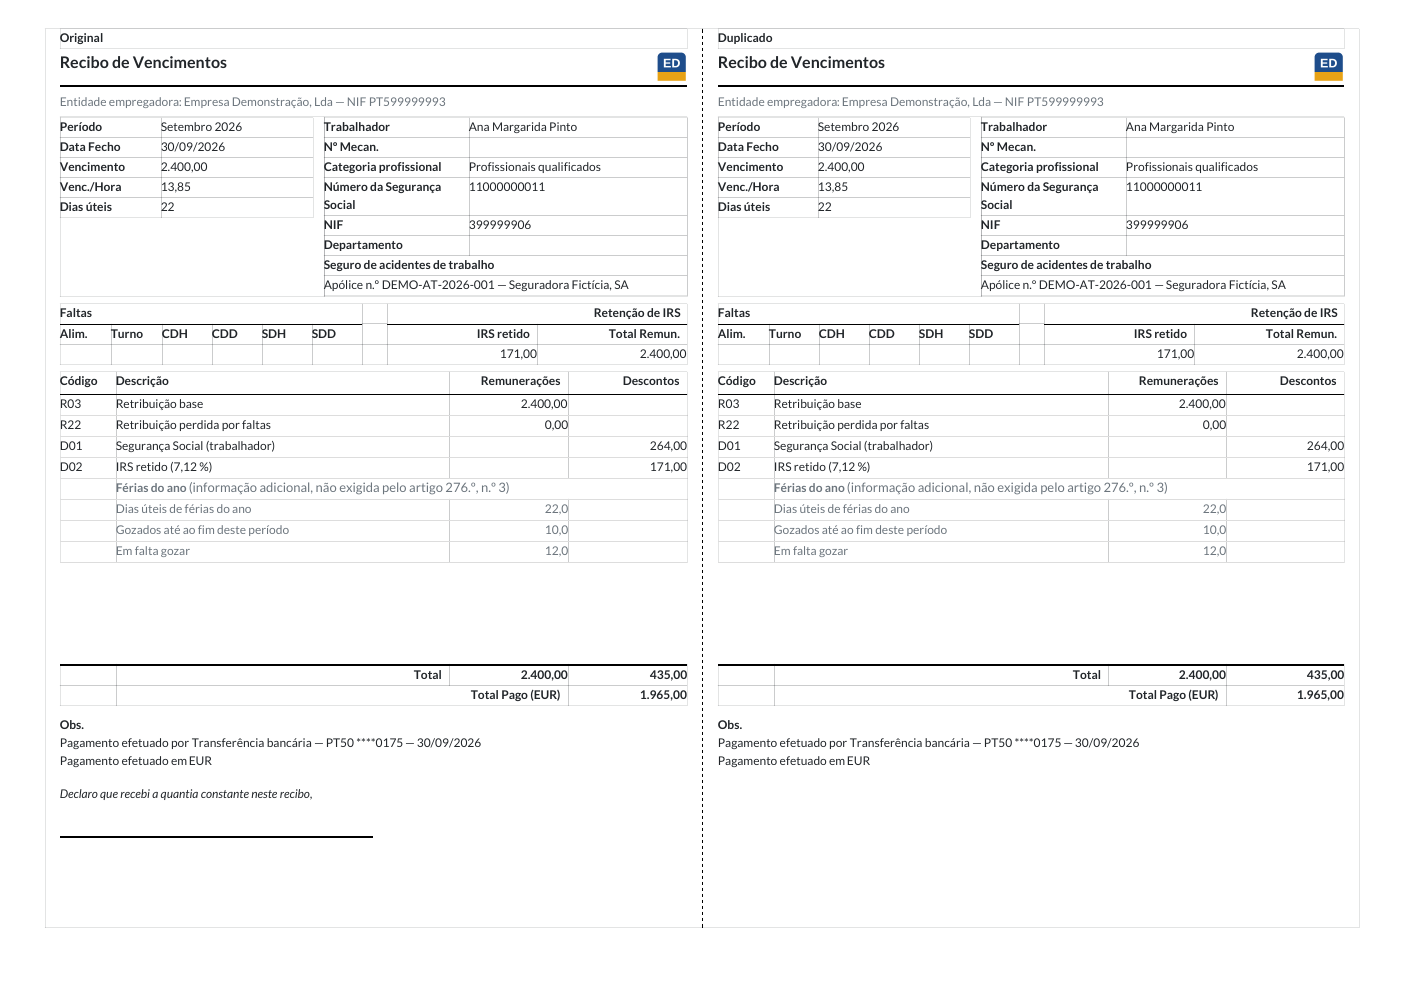 Original
Recibo de Vencimentos
ED
Entidade empregadora: Empresa Demonstração, Lda — NIF PT599999993
Período Setembro 2026
Data Fecho 30/09/2026
Vencimento 2.400,00
Venc./Hora 13,85
Dias úteis 22
Trabalhador Ana Margarida Pinto
Nº Mecan.
Categoria profissional Profissionais qualificados
Número da Segurança 11000000011
Social
NIF 399999906
Departamento
Seguro de acidentes de trabalho
Apólice n.º DEMO-AT-2026-001 — Seguradora Fictícia, SA
Faltas Retenção de IRS
Alim. Turno CDH CDD SDH SDD IRS retido Total Remun.
171,00 2.400,00
Código Descrição Remunerações Descontos
R03 Retribuição base 2.400,00
R22 Retribuição perdida por faltas 0,00
D01 Segurança Social (trabalhador) 264,00
D02 IRS retido (7,12 %) 171,00
Férias do ano (informação adicional, não exigida pelo artigo 276.º, n.º 3)
Dias úteis de férias do ano 22,0
Gozados até ao fim deste período 10,0
Em falta gozar 12,0
Total 2.400,00 435,00
Total Pago (EUR) 1.965,00
Obs.
Pagamento efetuado por Transferência bancária — PT50 ****0175 — 30/09/2026
Pagamento efetuado em EUR
Declaro que recebi a quantia constante neste recibo,
Duplicado
Recibo de Vencimentos
ED
Entidade empregadora: Empresa Demonstração, Lda — NIF PT599999993
Período Setembro 2026
Data Fecho 30/09/2026
Vencimento 2.400,00
Venc./Hora 13,85
Dias úteis 22
Trabalhador Ana Margarida Pinto
Nº Mecan.
Categoria profissional Profissionais qualificados
Número da Segurança 11000000011
Social
NIF 399999906
Departamento
Seguro de acidentes de trabalho
Apólice n.º DEMO-AT-2026-001 — Seguradora Fictícia, SA
Faltas Retenção de IRS
Alim. Turno CDH CDD SDH SDD IRS retido Total Remun.
171,00 2.400,00
Código Descrição Remunerações Descontos
R03 Retribuição base 2.400,00
R22 Retribuição perdida por faltas 0,00
D01 Segurança Social (trabalhador) 264,00
D02 IRS retido (7,12 %) 171,00
Férias do ano (informação adicional, não exigida pelo artigo 276.º, n.º 3)
Dias úteis de férias do ano 22,0
Gozados até ao fim deste período 10,0
Em falta gozar 12,0
Total 2.400,00 435,00
Total Pago (EUR) 1.965,00
Obs.
Pagamento efetuado por Transferência bancária — PT50 ****0175 — 30/09/2026
Pagamento efetuado em EUR